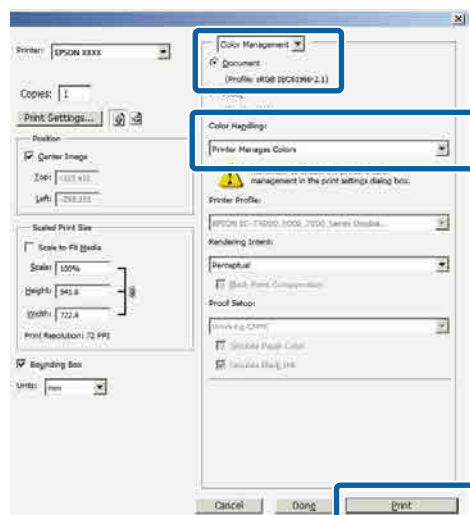 Printer: EPSON XXXX
Copies: 1
Print Settings...
Position
Center Image
Top:
Left:
Scaled Print Size
Scale to Fit Media
Scale: 100%
Height: 941.6
Width: 722.4
Print Resolution: 72 PPI
Bounding Box
Units: mm
Color Management
Document
(Profile: sRGB IEC61966-2.1)
Color Handling:
Printer Manages Colors
management in the print settings dialog box.
Printer Profile:
Rendering Intent:
Perceptual
Black Point Compensation
Proof Setup:
Working CMYK
Simulate Paper Color
Simulate Black Ink
Cancel
Done
Print